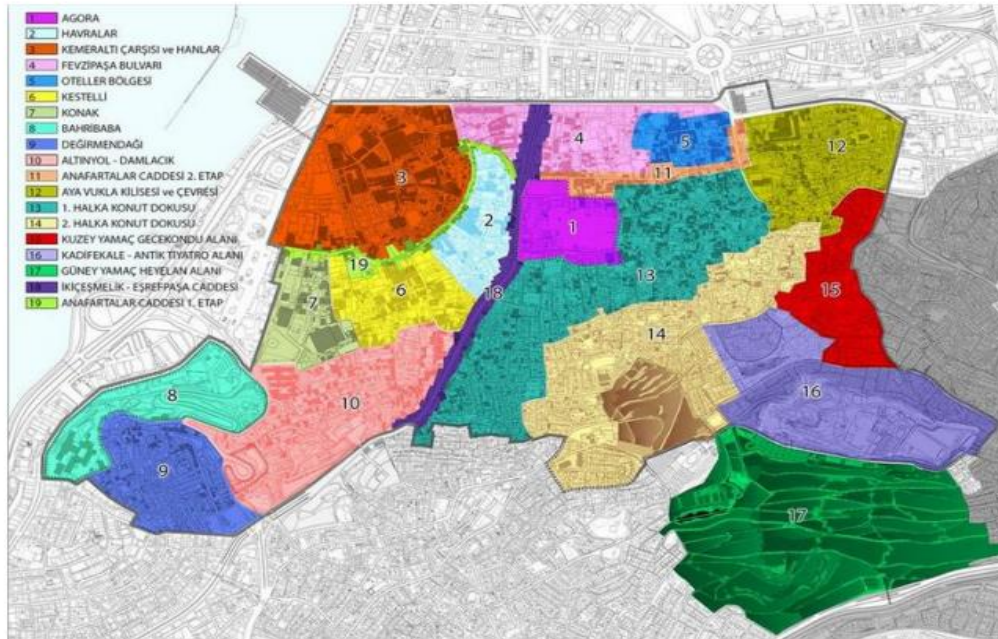 1 AGORA
2 HAVRALAR
3 KEMERALTI ÇARŞISI ve HANLAR
4 FEVZİPAŞA BULVARI
5 OTELLER BÖLGESİ
6 KESTELLİ
7 KONAK
8 BAHRİBABA
9 DEĞİRMENDAĞI
10 ALTINYOL - DAMLACIK
11 ANAFARTALAR CADDESİ 2. ETAP
12 AYA VUKLA KİLİSESİ ve ÇEVRESİ
13 1. HALKA KONUT DOKUSU
14 2. HALKA KONUT DOKUSU
KUZEY YAMAÇ GECEKONDU ALANI
16 KADİFEKALE - ANTİK TİYATRO ALANI
17 GÜNEY YAMAÇ HEYELAN ALANI
18 İKİÇEŞMELİK - EŞREFPAŞA CADDESİ
19 ANAFARTALAR CADDESİ 1. ETAP
4
5
12
3
11
2
1
19
13
18
15
7
6
14
16
8
10
9
17